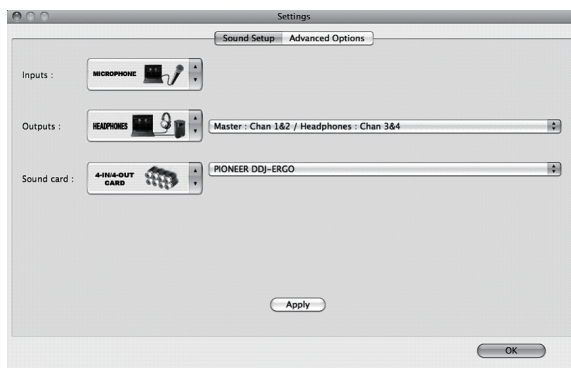 Settings
Sound Setup Advanced Options
Inputs :
MICROPHONE
Outputs :
HEADPHONES
Master : Chan 1&2 / Headphones : Chan 3&4
Sound card :
4-IN/4-OUT
CARD
PIONEER DDJ-ERGO
Apply
OK